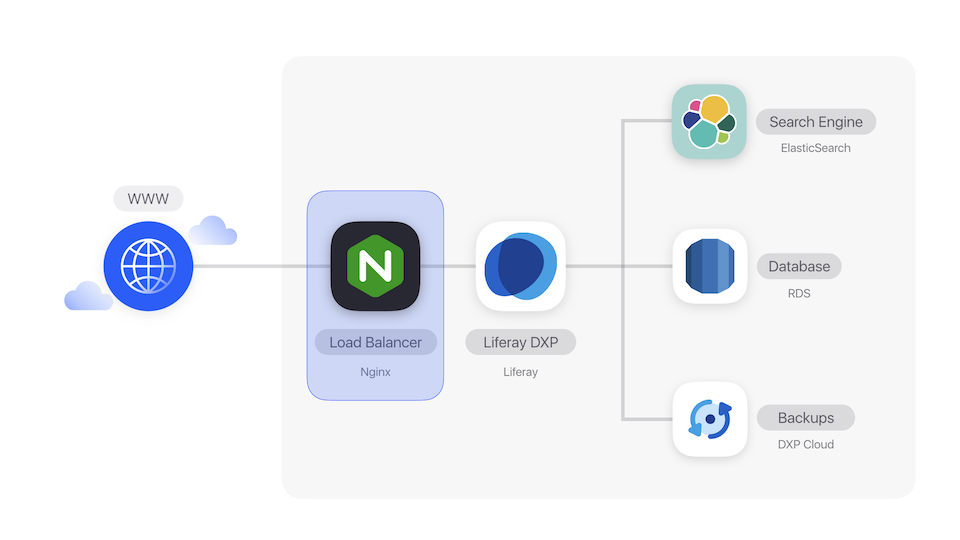 WWW
Load Balancer
Nginx
Liferay DXP
Liferay
Search Engine
ElasticSearch
Database
RDS
Backups
DXP Cloud